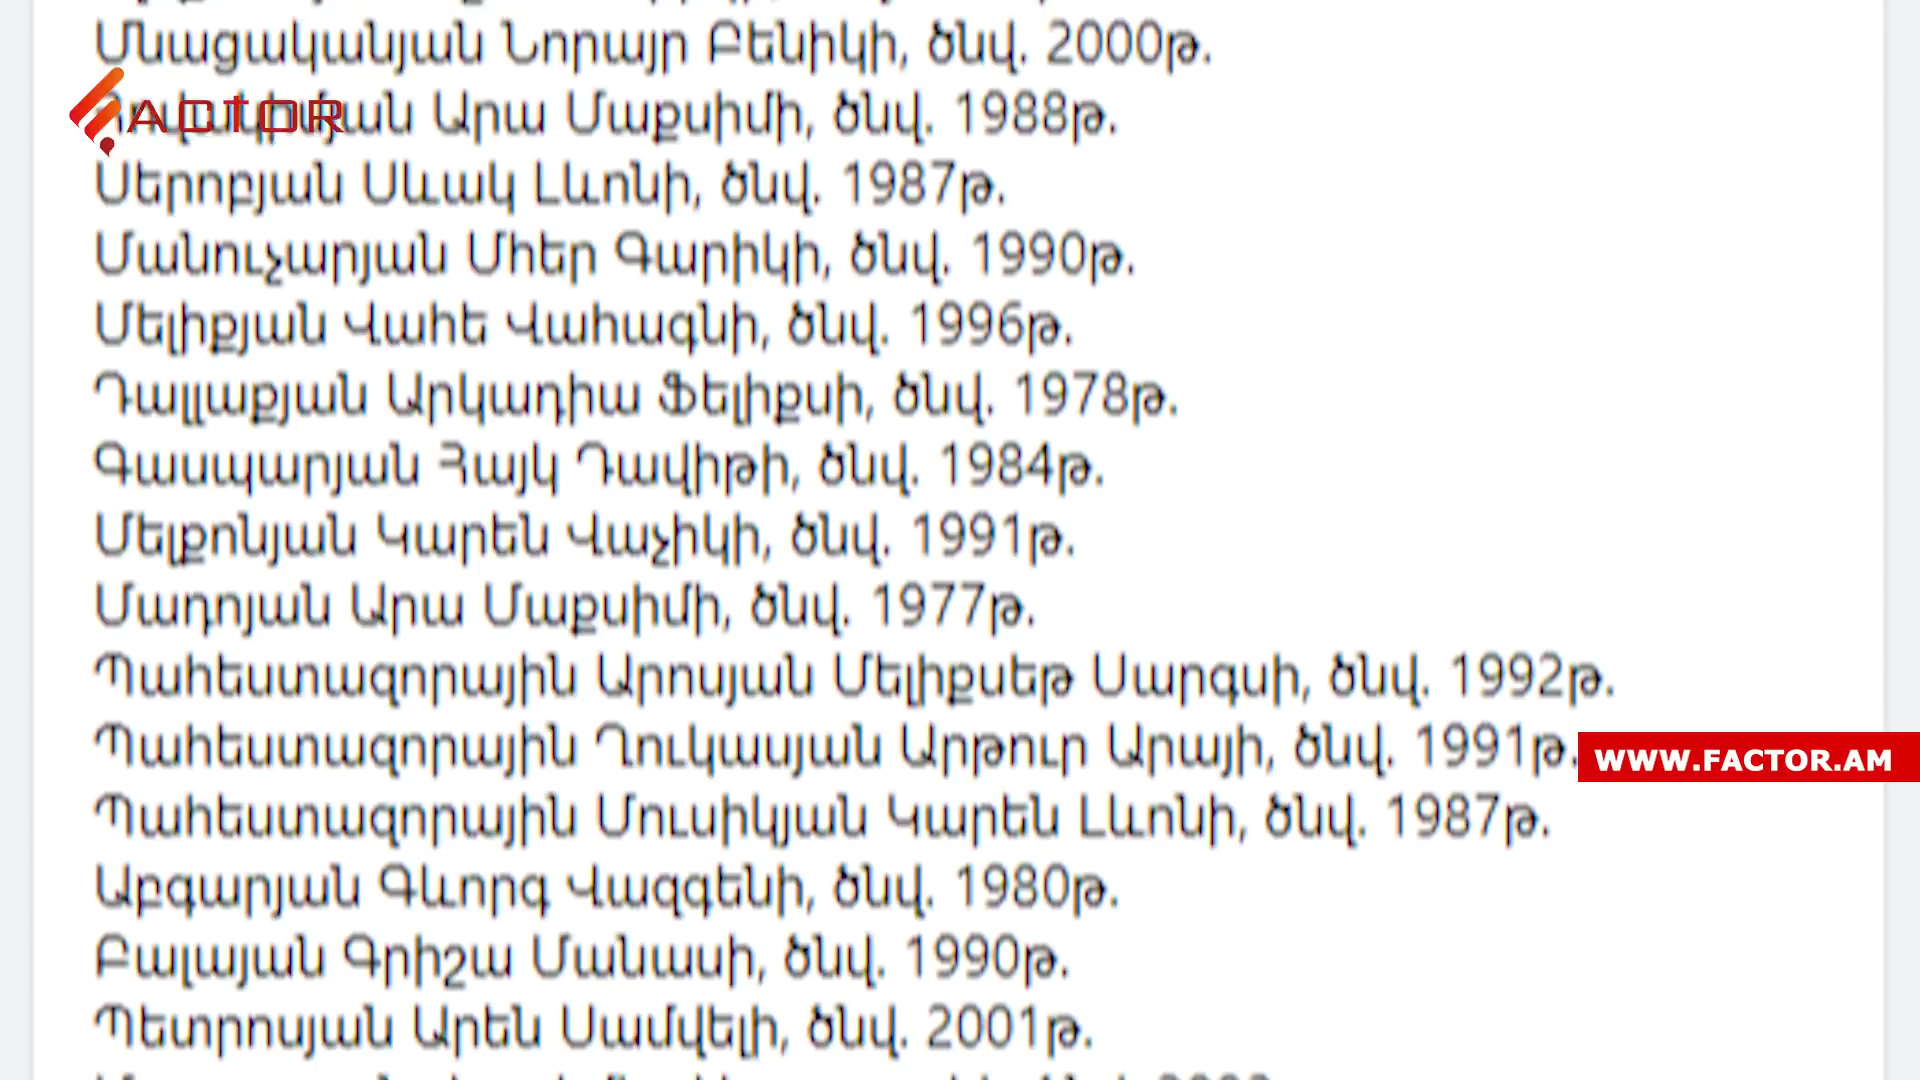 Մնացականյան Նորայր Բենիկի, ծնվ. 2000թ.
FACTOR
Արա Մաքսիմի, ծնվ. 1988թ.
Սերոբյան Սևակ Լևոնի, ծնվ. 1987թ.
Մանուչարյան Մհեր Գարիկի, ծնվ. 1990թ.
Մելիքյան Վահե Վահագնի, ծնվ. 1996թ.
Դալլաքյան Արկադիա Ֆելիքսի, ծնվ. 1978թ.
Գասպարյան Հայկ Դավիթի, ծնվ. 1984թ.
Մելքոնյան Կարեն Վաչիկի, ծնվ. 1991թ.
Մադոյան Արա Մաքսիմի, ծնվ. 1977թ.
Պահեստազորային Արոսյան Մելիքսեթ Սարգսի, ծնվ. 1992թ.
Պահեստազորային Ղուկասյան Արթուր Արայի, ծնվ. 1991թ.
WWW.FACTOR.AM
Պահեստազորային Մուսիկյան Կարեն Լևոնի, ծնվ. 1987թ.
Աբգարյան Գևորգ Վազգենի, ծնվ. 1980թ.
Բալայան Գրիշա Մանասի, ծնվ. 1990թ.
Պետրոսյան Արեն Սամվելի, ծնվ. 2001թ.